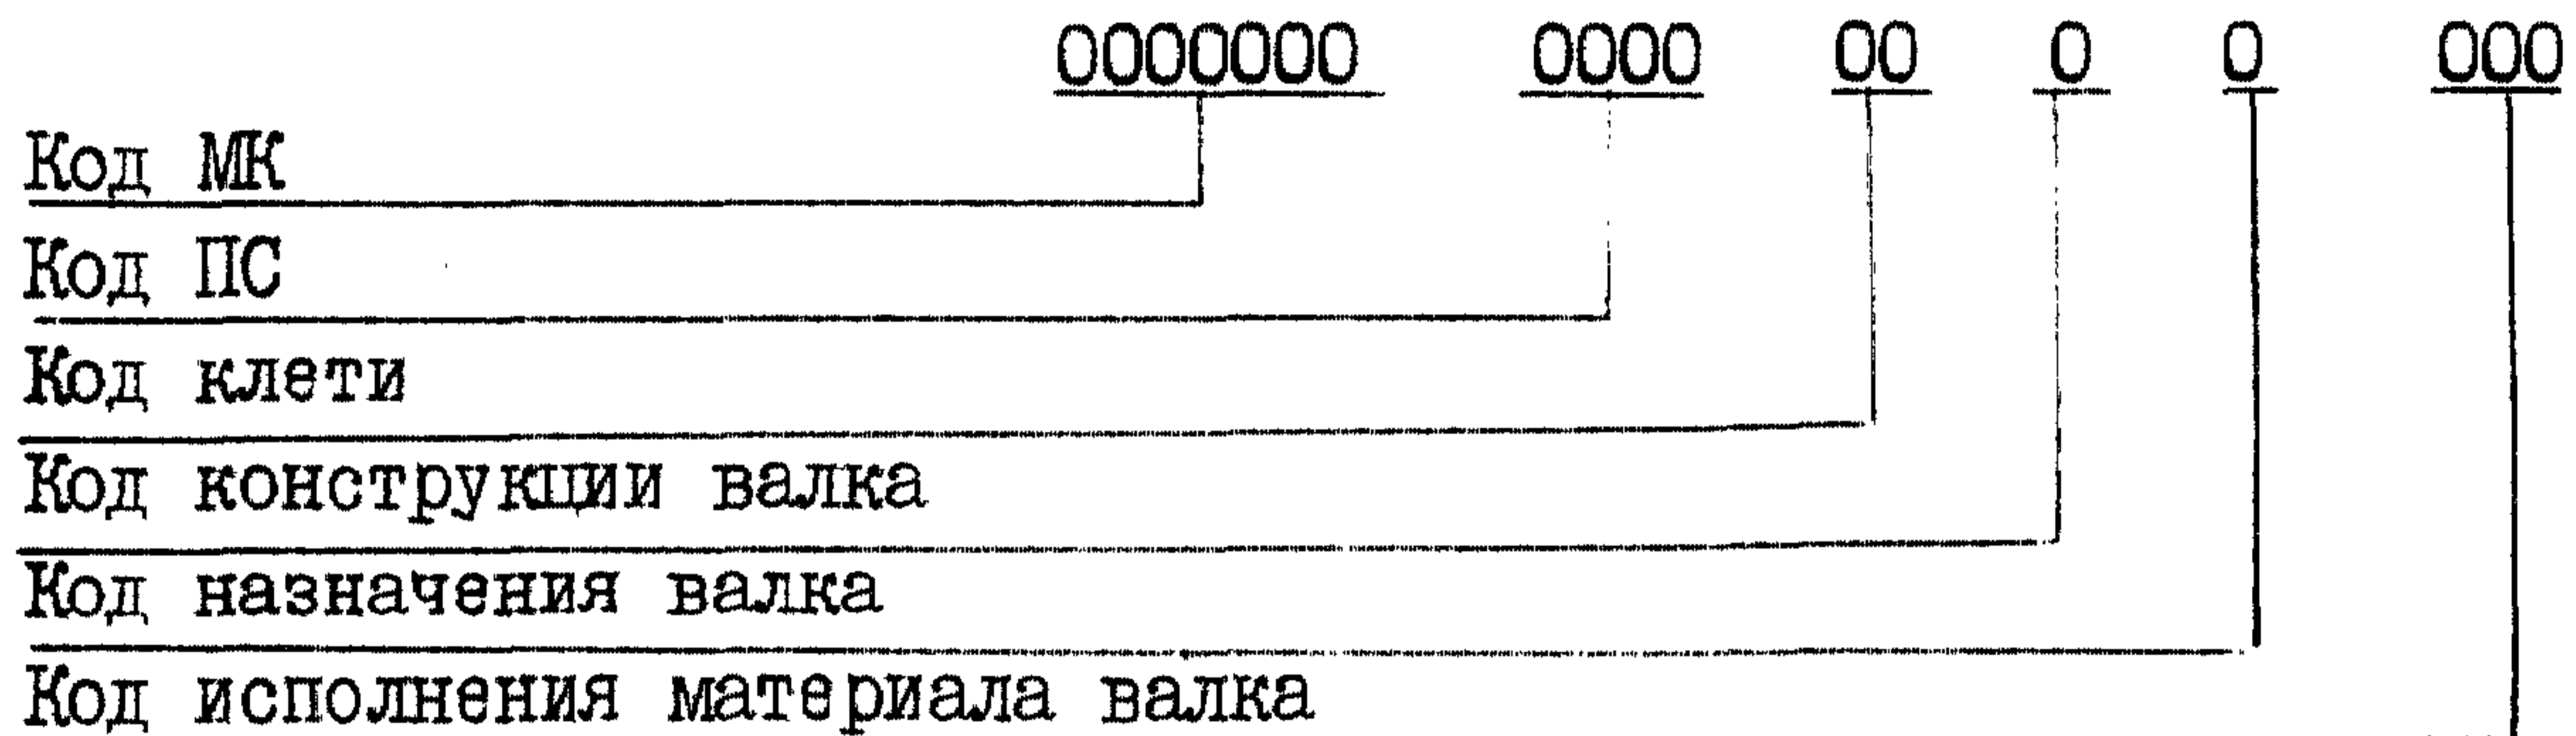 0000000 0000 00 0 0 000
Код МК
Код ПС
Код клети
Код конструкции валка
Код назначения валка
Код исполнения материала валка